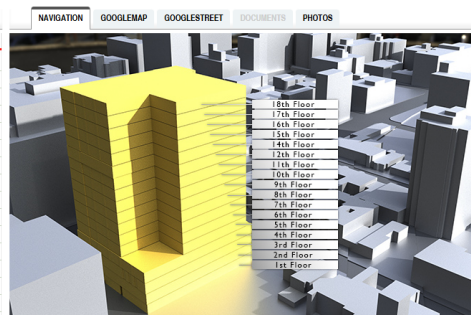 NAVIGATION GOOGLEMAP GOOGLESTREET DOCUMENTS PHOTOS
18th Floor
17th Floor
16th Floor
15th Floor
14th Floor
12th Floor
11th Floor
10th Floor
9th Floor
8th Floor
7th Floor
6th Floor
5th Floor
4th Floor
3rd Floor
2nd Floor
1st Floor